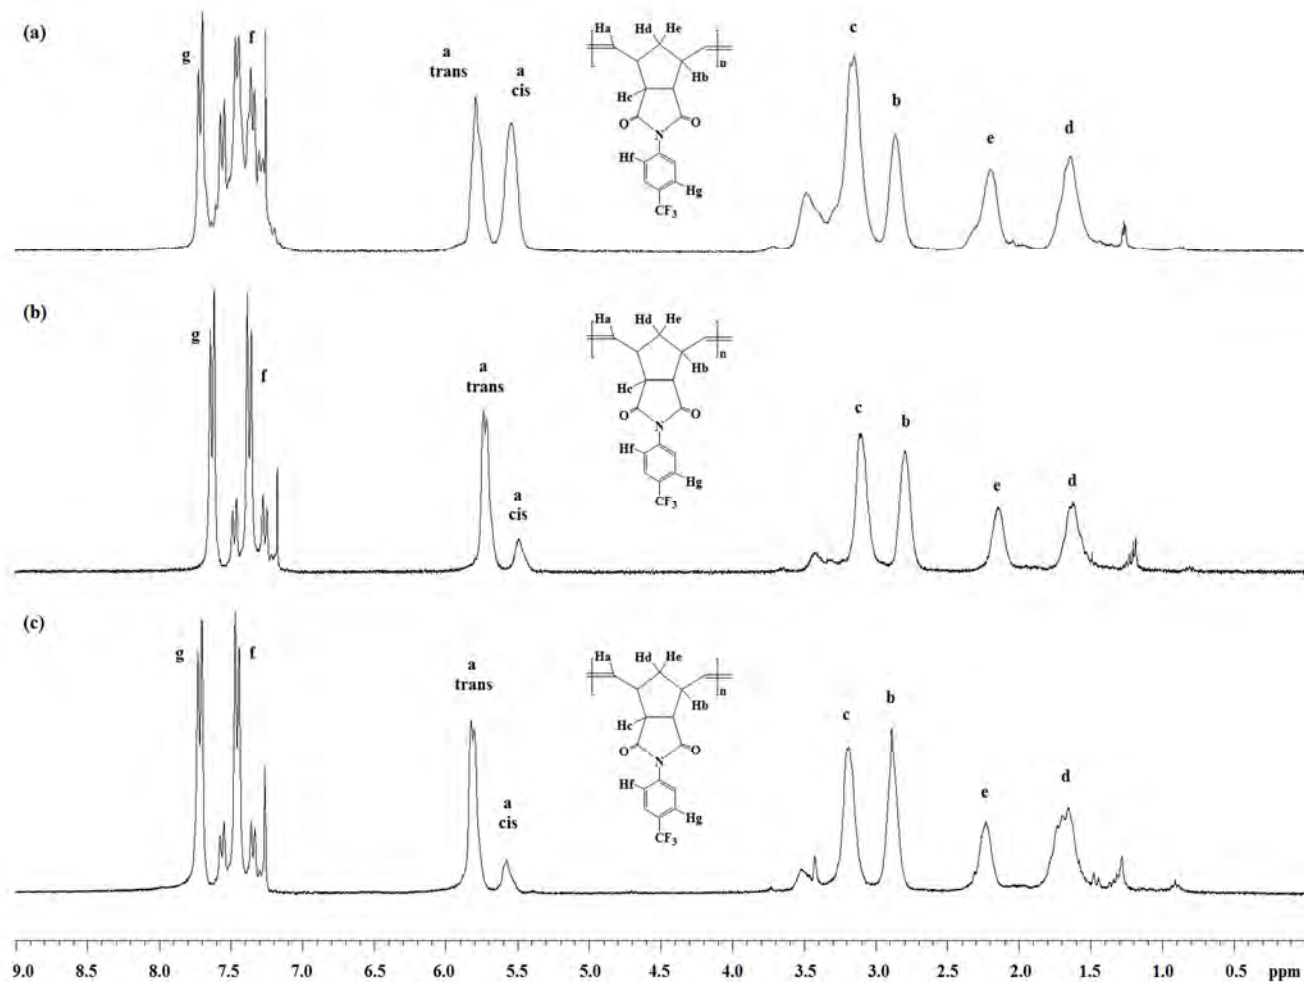 (a)
g
f
a
trans
a
cis
Ha
Hd
He
n
Hb
Hc
O
O
N
Hf
Hg
CF3
c
b
e
d
(b)
g
f
a
trans
a
cis
Ha
Hd
He
n
Hb
Hc
O
O
N
Hf
Hg
CF3
c
b
e
d
(c)
g
f
a
trans
a
cis
Ha
Hd
He
n
Hb
Hc
O
O
N
Hf
Hg
CF3
c
b
e
d
9.0 8.5 8.0 7.5 7.0 6.5 6.0 5.5 5.0 4.5 4.0 3.5 3.0 2.5 2.0 1.5 1.0 0.5 ppm